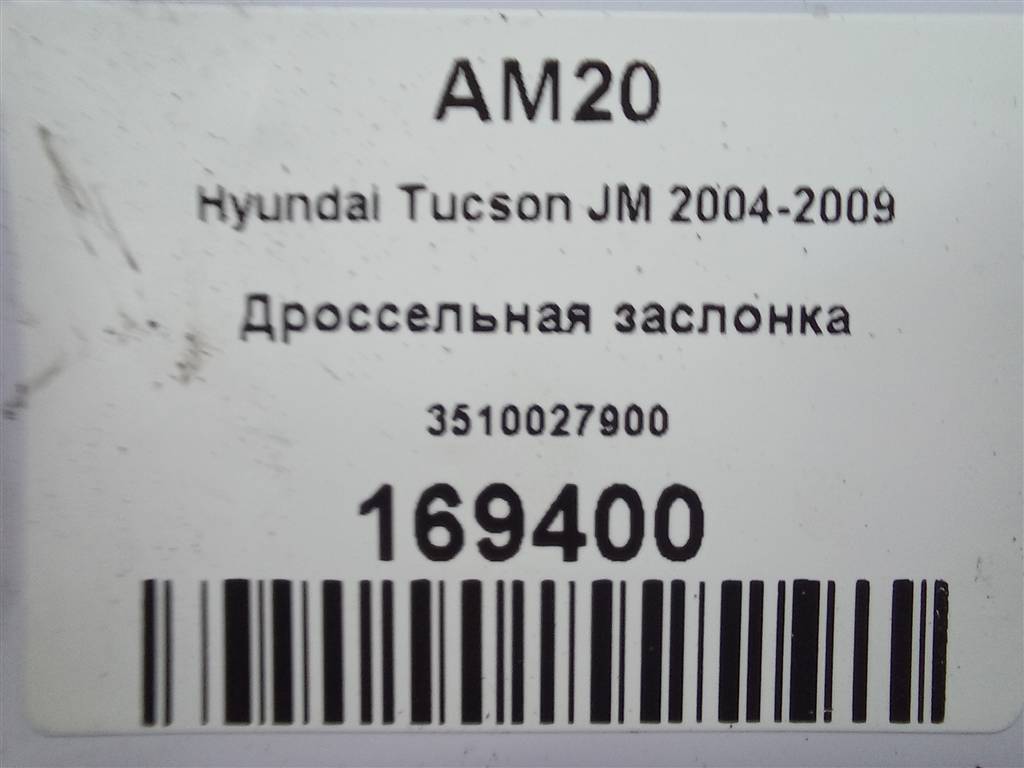 AM20
Hyundai Tucson JM 2004-2009
Дроссельная заслонка
3510027900
169400